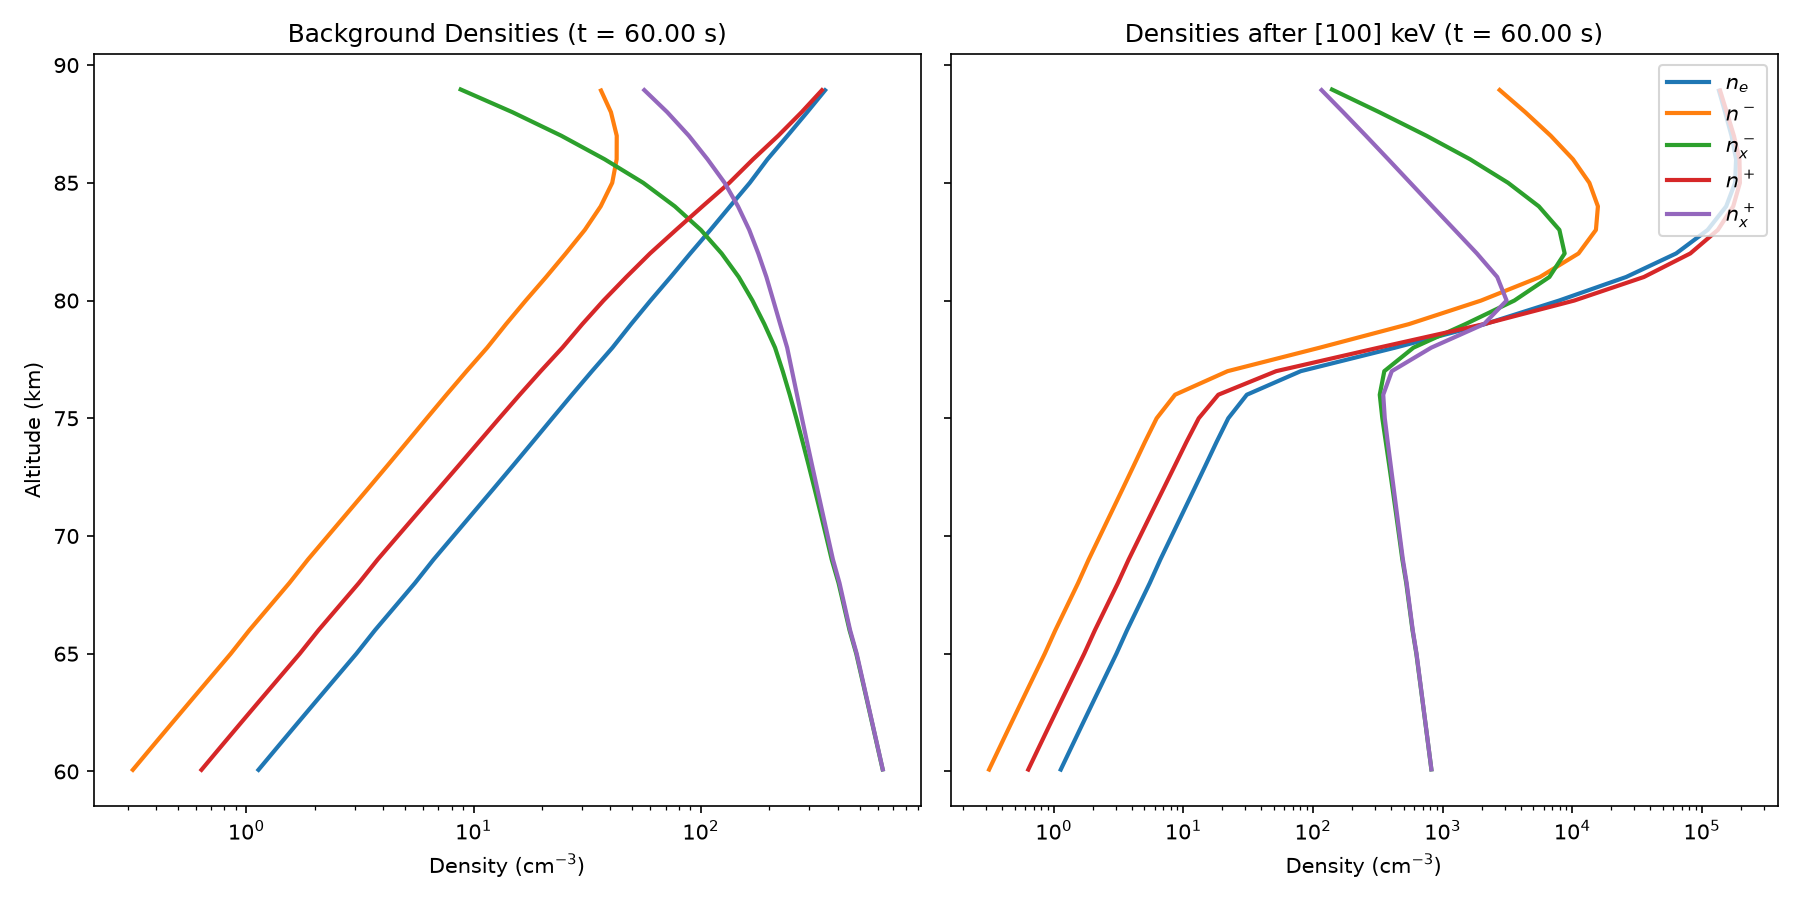 Background Densities (t = 60.00 s)
90
85
80
75
70
65
60
Altitude (km)
10⁰ 10¹ 10²
Density (cm⁻³)
Densities after [100] keV (t = 60.00 s)
nₑ
n⁻
nₓ⁻
n⁺
nₓ⁺
10⁰ 10¹ 10² 10³ 10⁴ 10⁵
Density (cm⁻³)